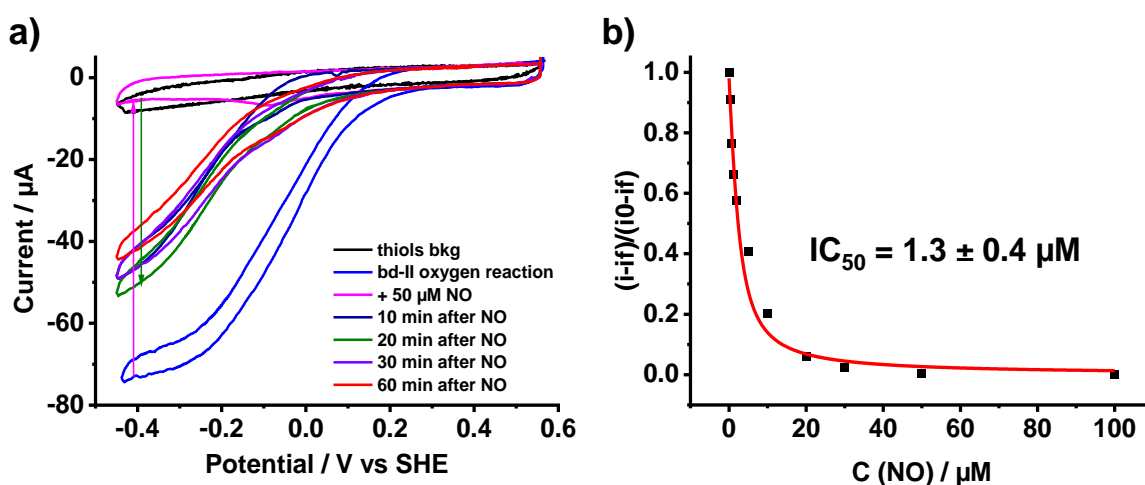 a)
0
-20
-40
-60
-80
Current / µA
-0.4
-0.2
0.0
0.2
0.4
0.6
Potential / V vs SHE
thiols bkg
bd-II oxygen reaction
+ 50 µM NO
10 min after NO
20 min after NO
30 min after NO
60 min after NO
b)
1.0
0.8
0.6
0.4
0.2
0.0
(i-if)/(i0-if)
IC50 = 1.3 ± 0.4 µM
0
20
40
60
80
100
C (NO) / µM